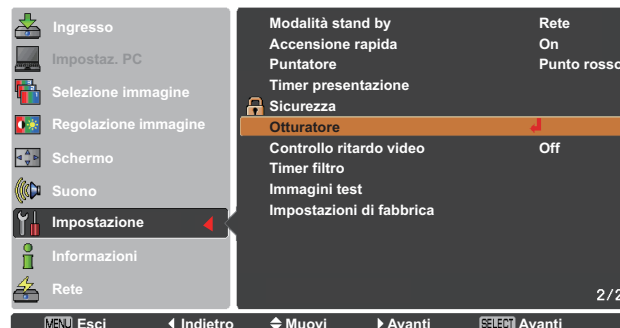 Ingresso
Impostaz. PC
Selezione immagine
Regolazione immagine
Schermo
Suono
Impostazione
Informazioni
Rete
Modalità stand by Rete
Accensione rapida On
Puntatore Punto rosso
Timer presentazione
Sicurezza
Otturatore
Controllo ritardo video Off
Timer filtro
Immagini test
Impostazioni di fabbrica
2/2
MENU Esci Indietro Muovi Avanti SELECT Avanti